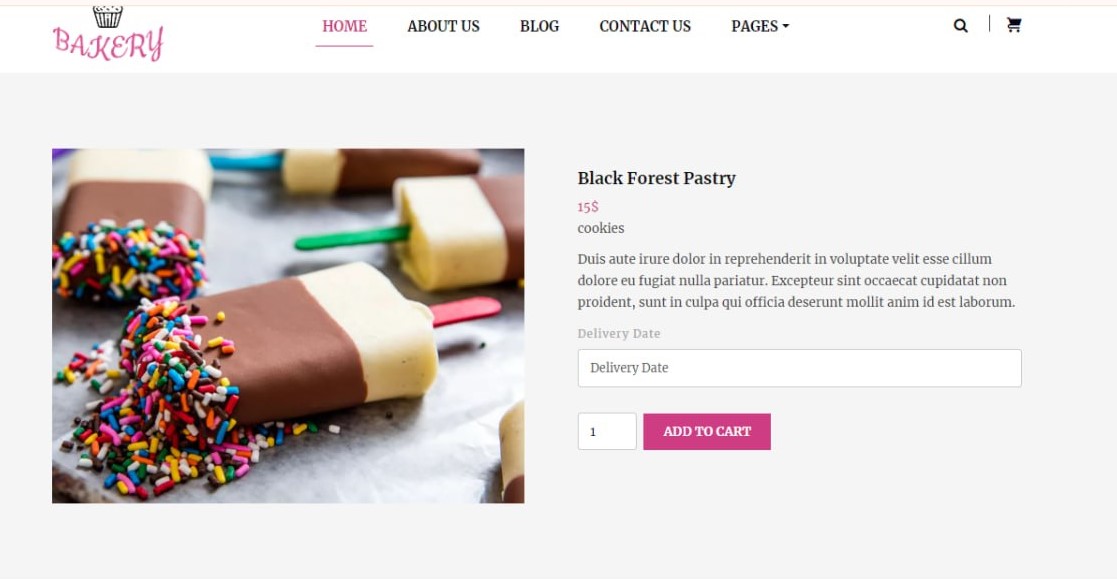 BAKERY
HOME ABOUT US BLOG CONTACT US PAGES
Black Forest Pastry
15$
cookies
Duis aute irure dolor in reprehenderit in voluptate velit esse cillum
dolore eu fugiat nulla pariatur. Excepteur sint occaecat cupidatat non
proident, sunt in culpa qui officia deserunt mollit anim id est laborum.
Delivery Date
Delivery Date
1 ADD TO CART